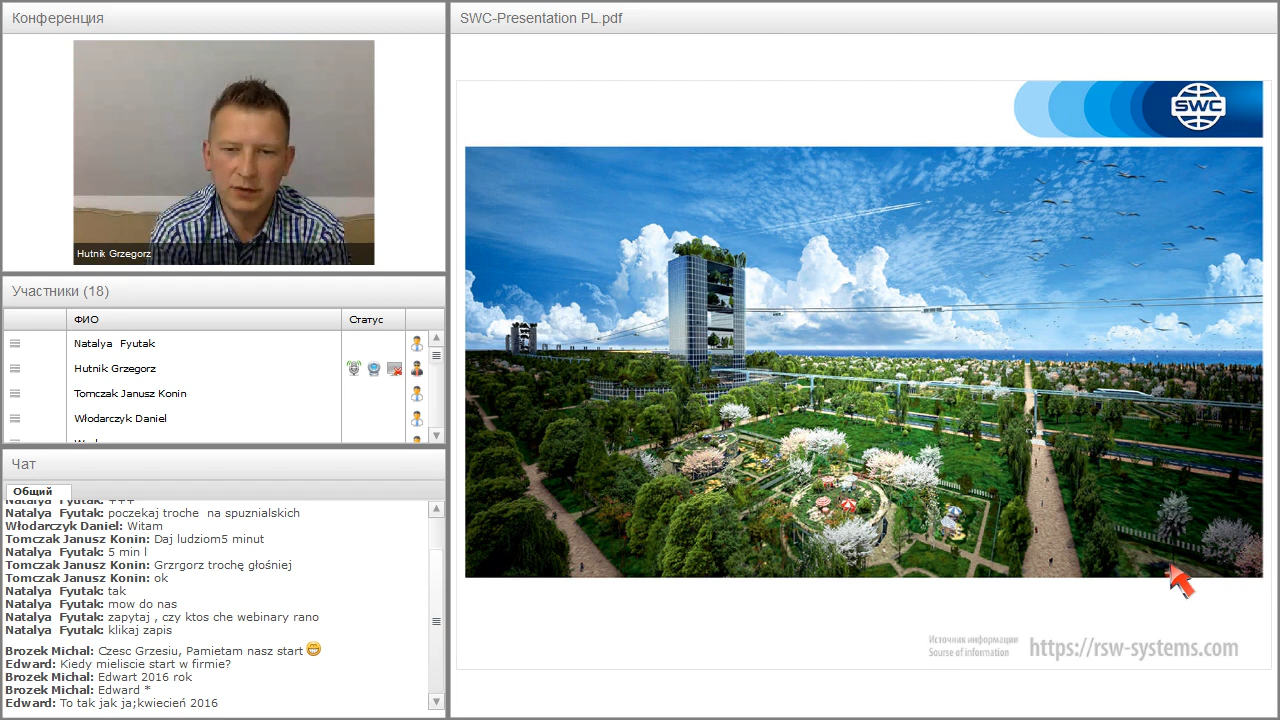 Конференция
Hutnik Grzegorz
Участники (18)
ФИО
Статус
Natalya Fyutak
Hutnik Grzegorz
Tomczak Janusz Konin
Włodarczyk Daniel
Чат
Общий
Natalya Fyutak: +++
Natalya Fyutak: poczekaj troche na spuznialskich
Włodarczyk Daniel: Witam
Tomczak Janusz Konin: Daj ludziom5 minut
Natalya Fyutak: 5 min l
Tomczak Janusz Konin: Grzrgorz trochę głośniej
Tomczak Janusz Konin: ok
Natalya Fyutak: tak
Natalya Fyutak: mow do nas
Natalya Fyutak: zapytaj , czy ktos che webinary rano
Natalya Fyutak: klikaj zapis
Brozek Michal: Czesc Grzesiu, Pamietam nasz start
Edward: Kiedy mieliscie start w firmie?
Brozek Michal: Edwart 2016 rok
Brozek Michal: Edward *
Edward: To tak jak ja;kwiecień 2016
SWC-Presentation PL.pdf
SWC
Источник информации
Sourse of information
https://rsw-systems.com